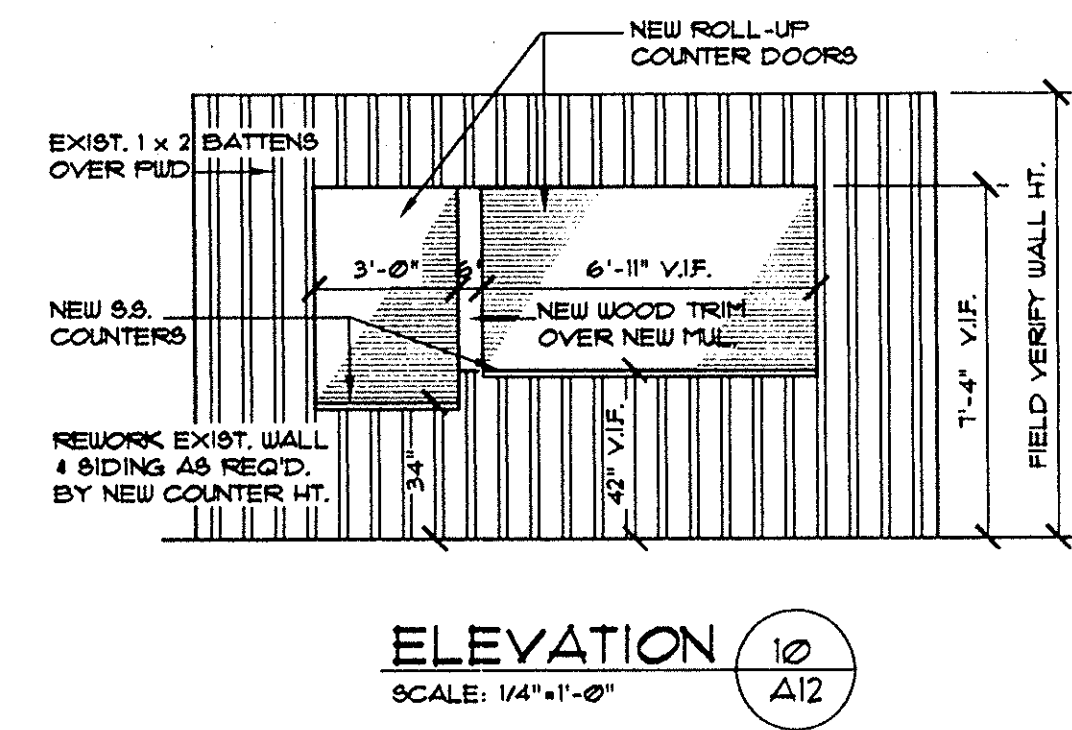 NEW ROLL-UP
COUNTER DOORS
EXIST. 1 x 2 BATTENS
OVER PWD
3'-0"
6'-11" V.I.F.
NEW S.S.
COUNTERS
NEW WOOD TRIM
OVER NEW MUL.
REWORK EXIST. WALL
& SIDING AS REQ'D.
BY NEW COUNTER HT.
34"
42" V.I.F.
7'-4" V.I.F.
FIELD VERIFY WALL HT.
ELEVATION
SCALE: 1/4"=1'-0"
10
A12